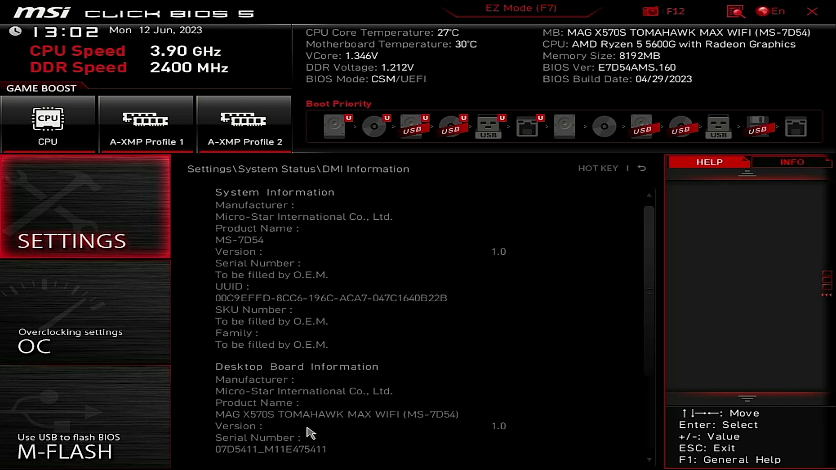 msi CLICK BIOS 5
EZ Mode (F7)
F12
En
13:02 Mon 12 Jun, 2023
CPU Speed 3.90 GHz
DDR Speed 2400 MHz
CPU Core Temperature: 27°C
Motherboard Temperature: 30°C
VCore: 1.346V
DDR Voltage: 1.212V
BIOS Mode: CSM/UEFI
MB: MAG X570S TOMAHAWK MAX WIFI (MS-7D54)
CPU: AMD Ryzen 5 5600G with Radeon Graphics
Memory Size: 8192MB
BIOS Ver: E7D54AMS.160
BIOS Build Date: 04/29/2023
GAME BOOST
CPU
CPU
A-XMP Profile 1
A-XMP Profile 2
Boot Priority
U U U USB U USB U USB U USB USB USB USB
SETTINGS
Overclocking settings
OC
Use USB to flash BIOS
M-FLASH
Settings\System Status\DMI Information
HOT KEY
System Information
Manufacturer :
Micro-Star International Co., Ltd.
Product Name :
MS-7D54
Version : 1.0
Serial Number :
To be filled by O.E.M.
UUID :
00C9EFFD-8CC6-196C-ACA7-047C1640B22B
SKU Number :
To be filled by O.E.M.
Family :
To be filled by O.E.M.
Desktop Board Information
Manufacturer :
Micro-Star International Co., Ltd.
Product Name :
MAG X570S TOMAHAWK MAX WIFI (MS-7D54)
Version : 1.0
Serial Number :
07D5411_M11E475411
HELP
INFO
↑↓→←: Move
Enter: Select
+/-: Value
ESC: Exit
F1: General Help